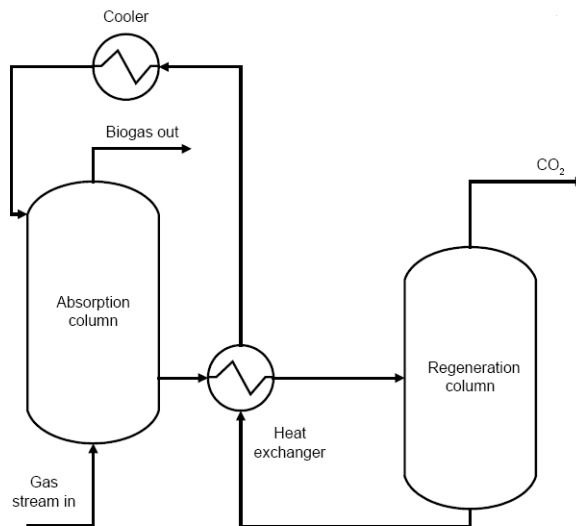 Cooler
Biogas out
CO₂
Absorption
column
Regeneration
column
Heat
exchanger
Gas
stream in